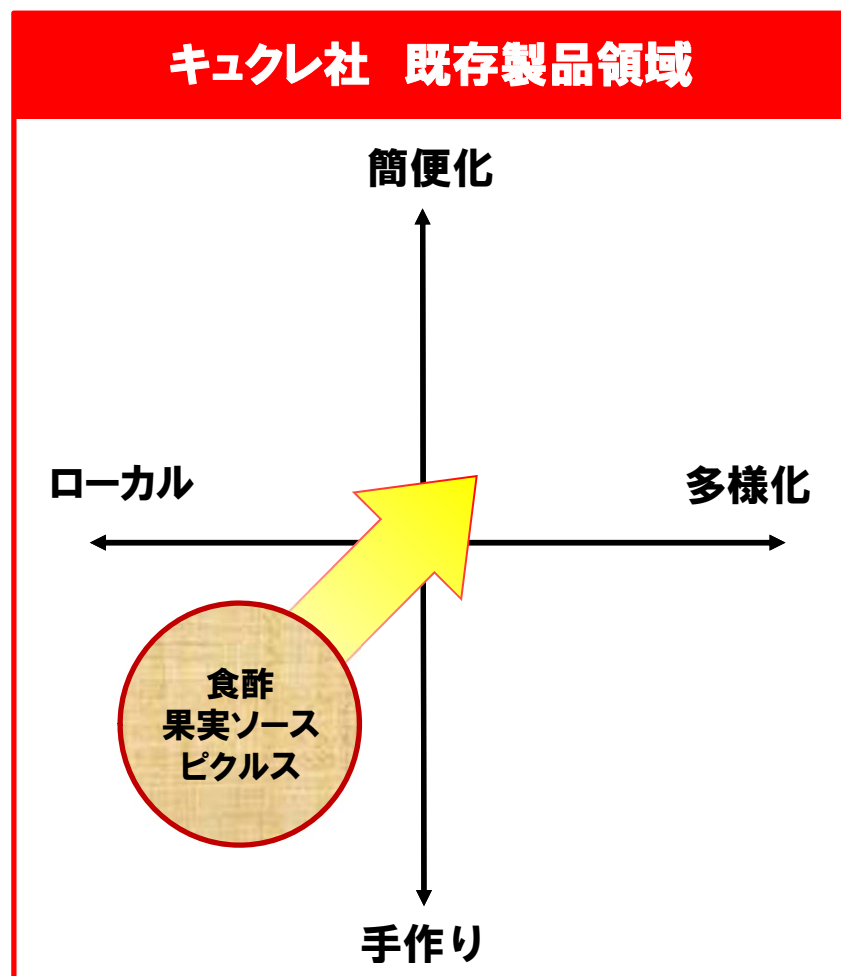 キュクレ社　既存製品領域
簡便化
ローカル
多様化
食酢
果実ソース
ピクルス
手作り